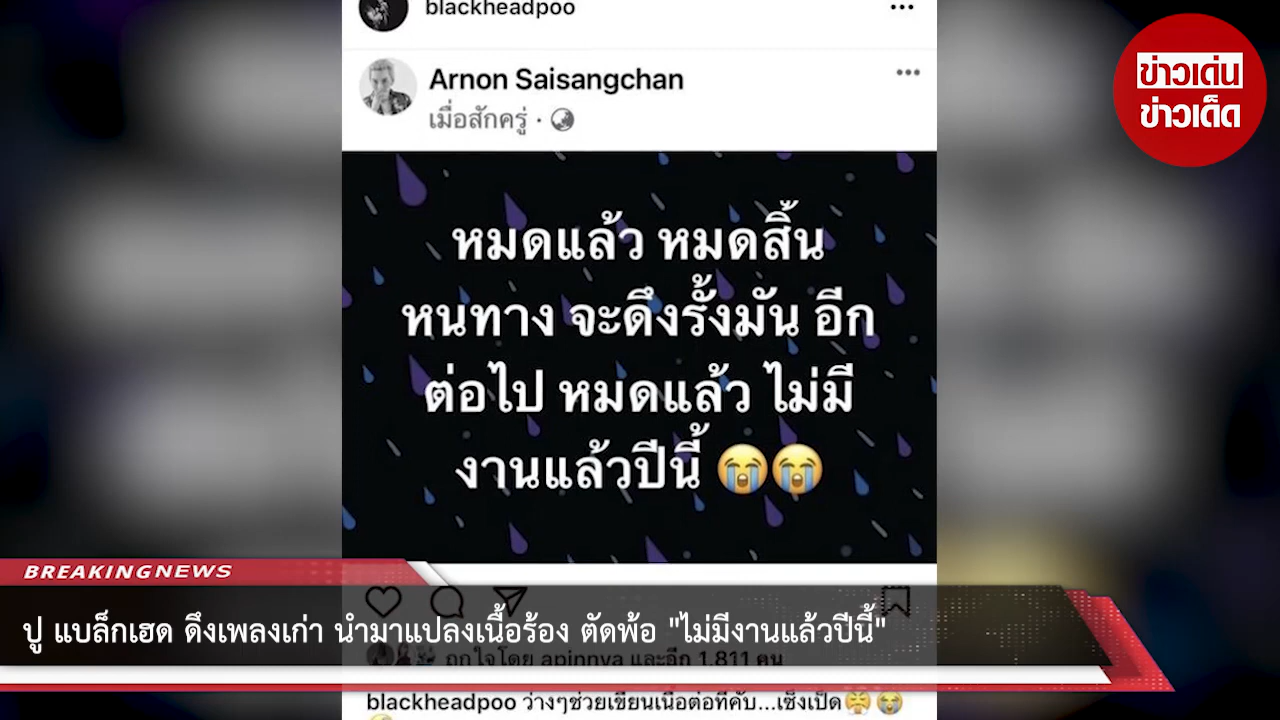 blackheadpoo
ข่าวเด่น
ข่าวเด็ด
Arnon Saisangchan
เมื่อสักครู่ ·
หมดแล้ว หมดสิ้น
หนทาง จะดึงรั้งมัน อีก
ต่อไป หมดแล้ว ไม่มี
งานแล้วปีนี้ 😭😭
BREAKING NEWS
ปู แบล็กเฮด ดึงเพลงเก่า นำมาแปลงเนื้อร้อง ตัดพ้อ "ไม่มีงานแล้วปีนี้"
ถูกใจโดย apinnya และอีก 1,811 คน
blackheadpoo ว่างๆช่วยเขียนเนื้อต่อทีคับ...เซ็งเป็ด😤😭